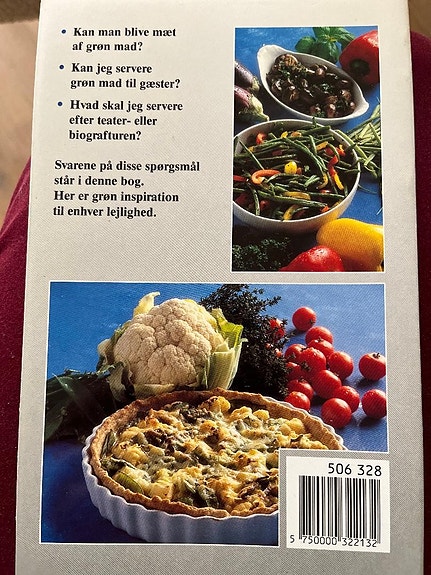 • Kan man blive mæt
af grøn mad?
• Kan jeg servere
grøn mad til gæster?
• Hvad skal jeg servere
efter teater- eller
biografturen?
Svarene på disse spørgsmål
står i denne bog.
Her er grøn inspiration
til enhver lejlighed.
506 328
5 750000 322132